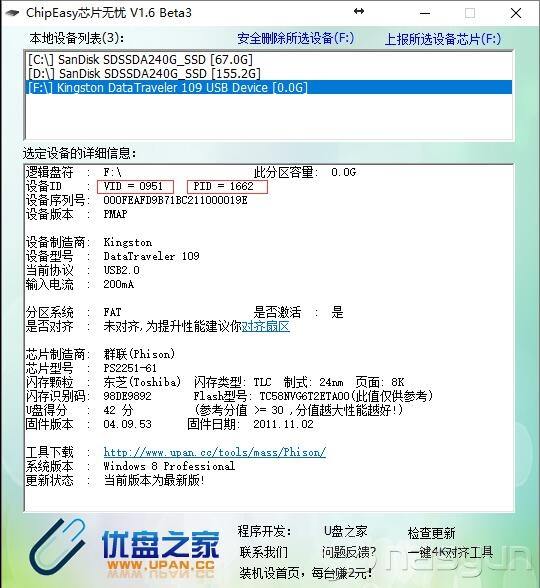 ChipEasy芯片无忧 V1.6 Beta3
本地设备列表(3): 安全删除所选设备(F:) 上报所选设备芯片(F:)
[C:\] SanDisk SDSSDA240G_SSD [67.0G]
[D:\] SanDisk SDSSDA240G_SSD [155.2G]
[F:\] Kingston DataTraveler 109 USB Device [0.0G]
选定设备的详细信息:
逻辑盘符 : F:\ 此分区容量: 0.0G
设备ID : VID = 0951 PID = 1662
设备序列号: 000FEAFD9B71BC211000019E
设备版本 : PMAP
设备制造商: Kingston
设备型号 : DataTraveler 109
当前协议 : USB2.0
输入电流 : 200mA
分区系统 : FAT 是否激活 : 是
是否对齐 : 未对齐,为提升性能建议你对齐扇区
芯片制造商: 群联(Phison)
芯片型号 : PS2251-61
闪存颗粒 : 东芝(Toshiba) 闪存类型: TLC 制式: 24nm 页面: 8K
闪存识别码: 98DE9892 Flash型号: TC58NVG6T2ETA00(此值仅供参考)
U盘得分 : 42 分 (参考分值 >= 30 ,分值越大性能越好!)
固件版本 : 04.09.53 固件日期: 2011.11.02
工具下载 : http://www.upan.cc/tools/mass/Phison/
系统版本 : Windows 8 Professional
更新状态 : 当前版本为最新版!
优盘之家
WWW.UPAN.CC
程序开发: U盘之家 检查更新
联系我们 问题反馈? 一键4K对齐工具
装机设首页，每台赚2元!